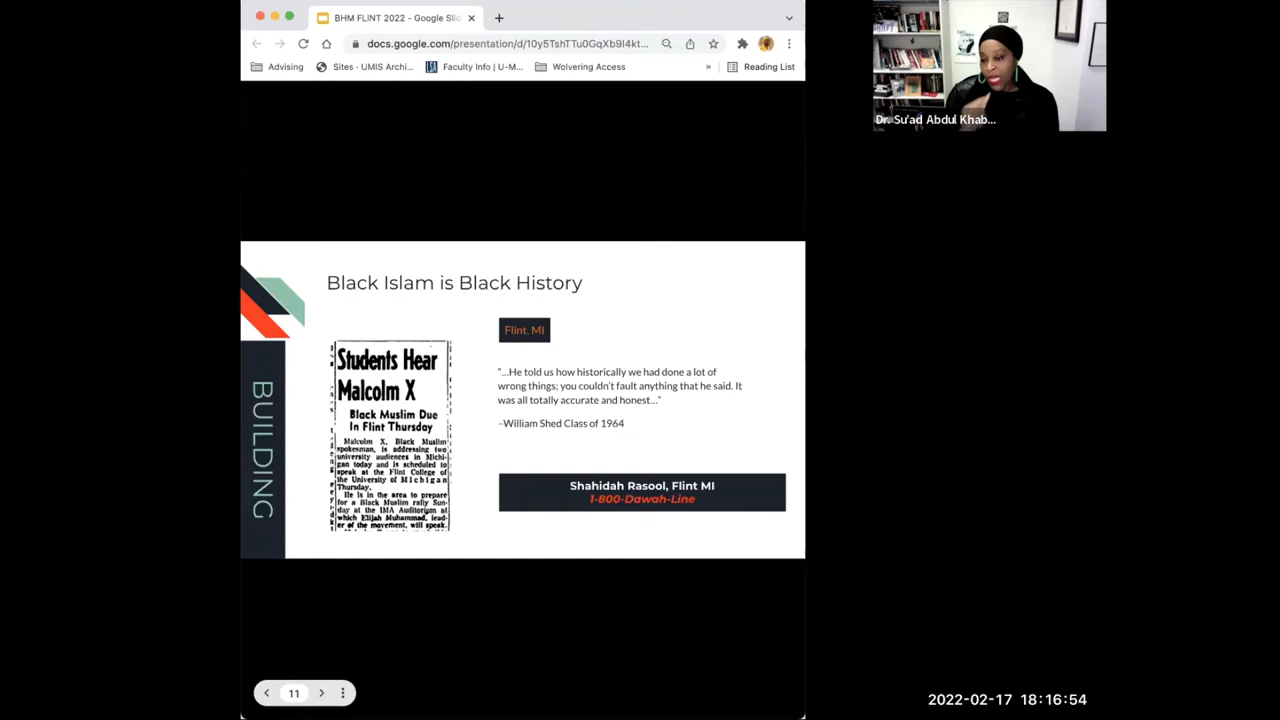 BHM FLINT 2022 - Google Slid
docs.google.com/presentation/d/10y5TshTTu0GqXb9I4kt...
Advising
Sites · UMIS Archi...
Faculty Info | U-M...
Wolvering Access
»
Reading List
Dr. Su'ad Abdul Khab...
Black Islam is Black History
Flint, MI
BUILDING
Students Hear
Malcolm X
Black Muslim Due
In Flint Thursday
Malcolm X, Black Muslim
spokesman, is addressing two
university audiences in Michi-
gan today and is scheduled to
speak at the Flint College of
the University of Michigan
Thursday.
He is in the area to prepare
for a Black Muslim rally Sun-
day at the IMA Auditorium at
which Elijah Muhammad, lead-
er of the movement, will speak.
“...He told us how historically we had done a lot of
wrong things; you couldn’t fault anything that he said. It
was all totally accurate and honest...”
–William Shed Class of 1964
Shahidah Rasool, Flint MI
1-800-Dawah-Line
11
2022-02-17 18:16:54